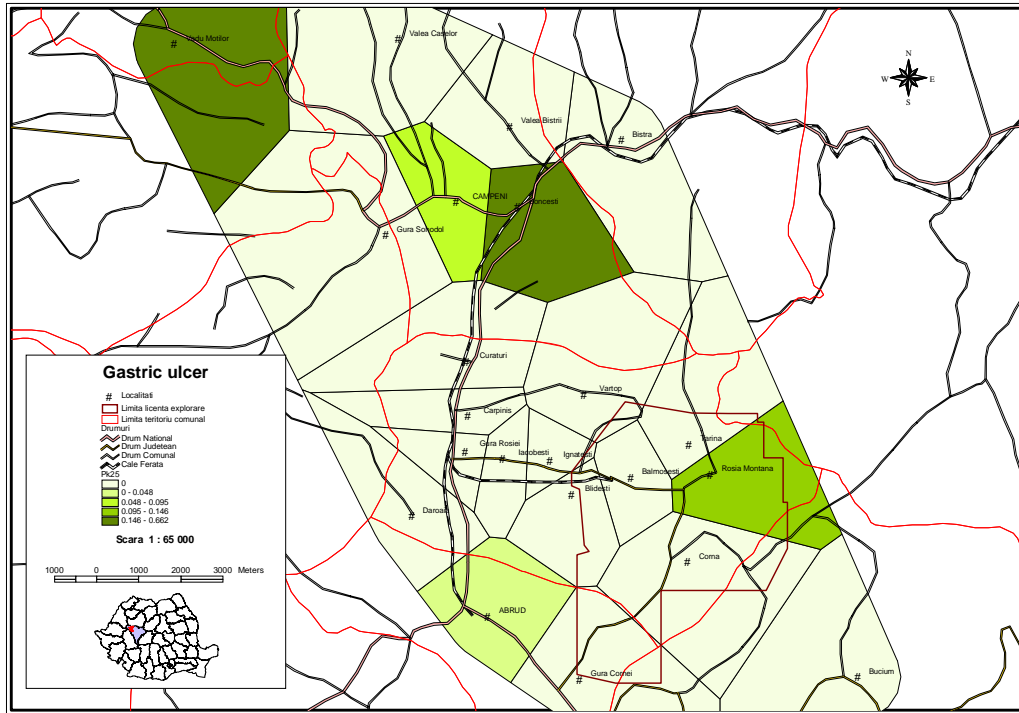 Vadu Motilor
Valea Caselor
N
W E
S
Valea Bistrii
Bistra
CAMPENI
Boncesti
Gura Sohodol
Curaturi
Vartop
Carpinis
Tarina
Gura Rosiei
Iacobesti
Ignatesti
Balmosesti
Rosia Montana
Blidesti
Daroaia
Corna
ABRUD
Gura Cornei
Bucium
Gastric ulcer
# Localitati
Limita licenta explorare
Limita teritoriu comunal
Drumuri
Drum National
Drum Judetean
Drum Comunal
Cale Ferata
Pk25
0
0 - 0.048
0.048 - 0.095
0.095 - 0.146
0.146 - 0.662
Scara 1 : 65 000
1000 0 1000 2000 3000 Meters